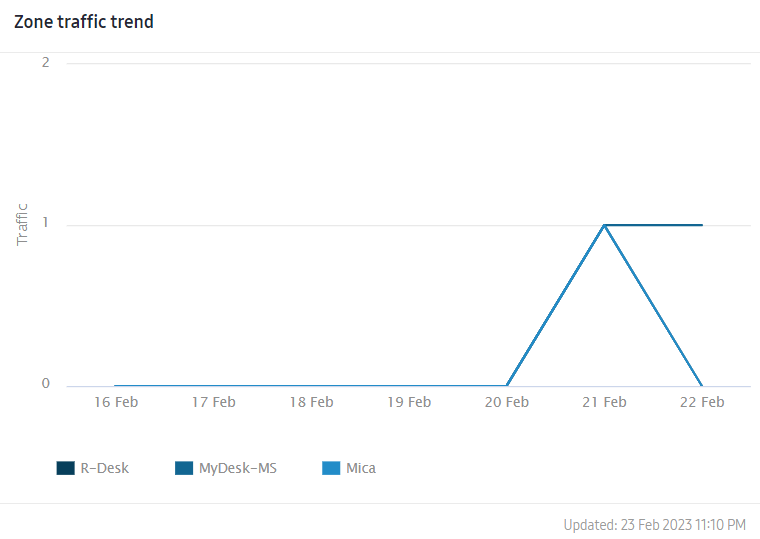 Zone traffic trend
2
Traffic
1
0
16 Feb 17 Feb 18 Feb 19 Feb 20 Feb 21 Feb 22 Feb
R-Desk MyDesk-MS Mica
Updated: 23 Feb 2023 11:10 PM